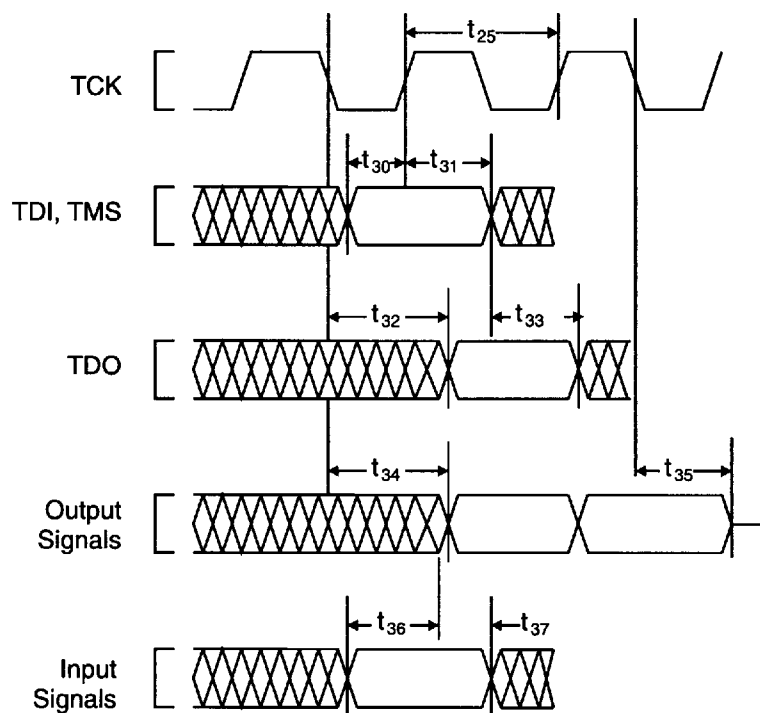 t25
TCK
t30 t31
TDI, TMS
t32 t33
TDO
t34 t35
Output
Signals
t36 t37
Input
Signals